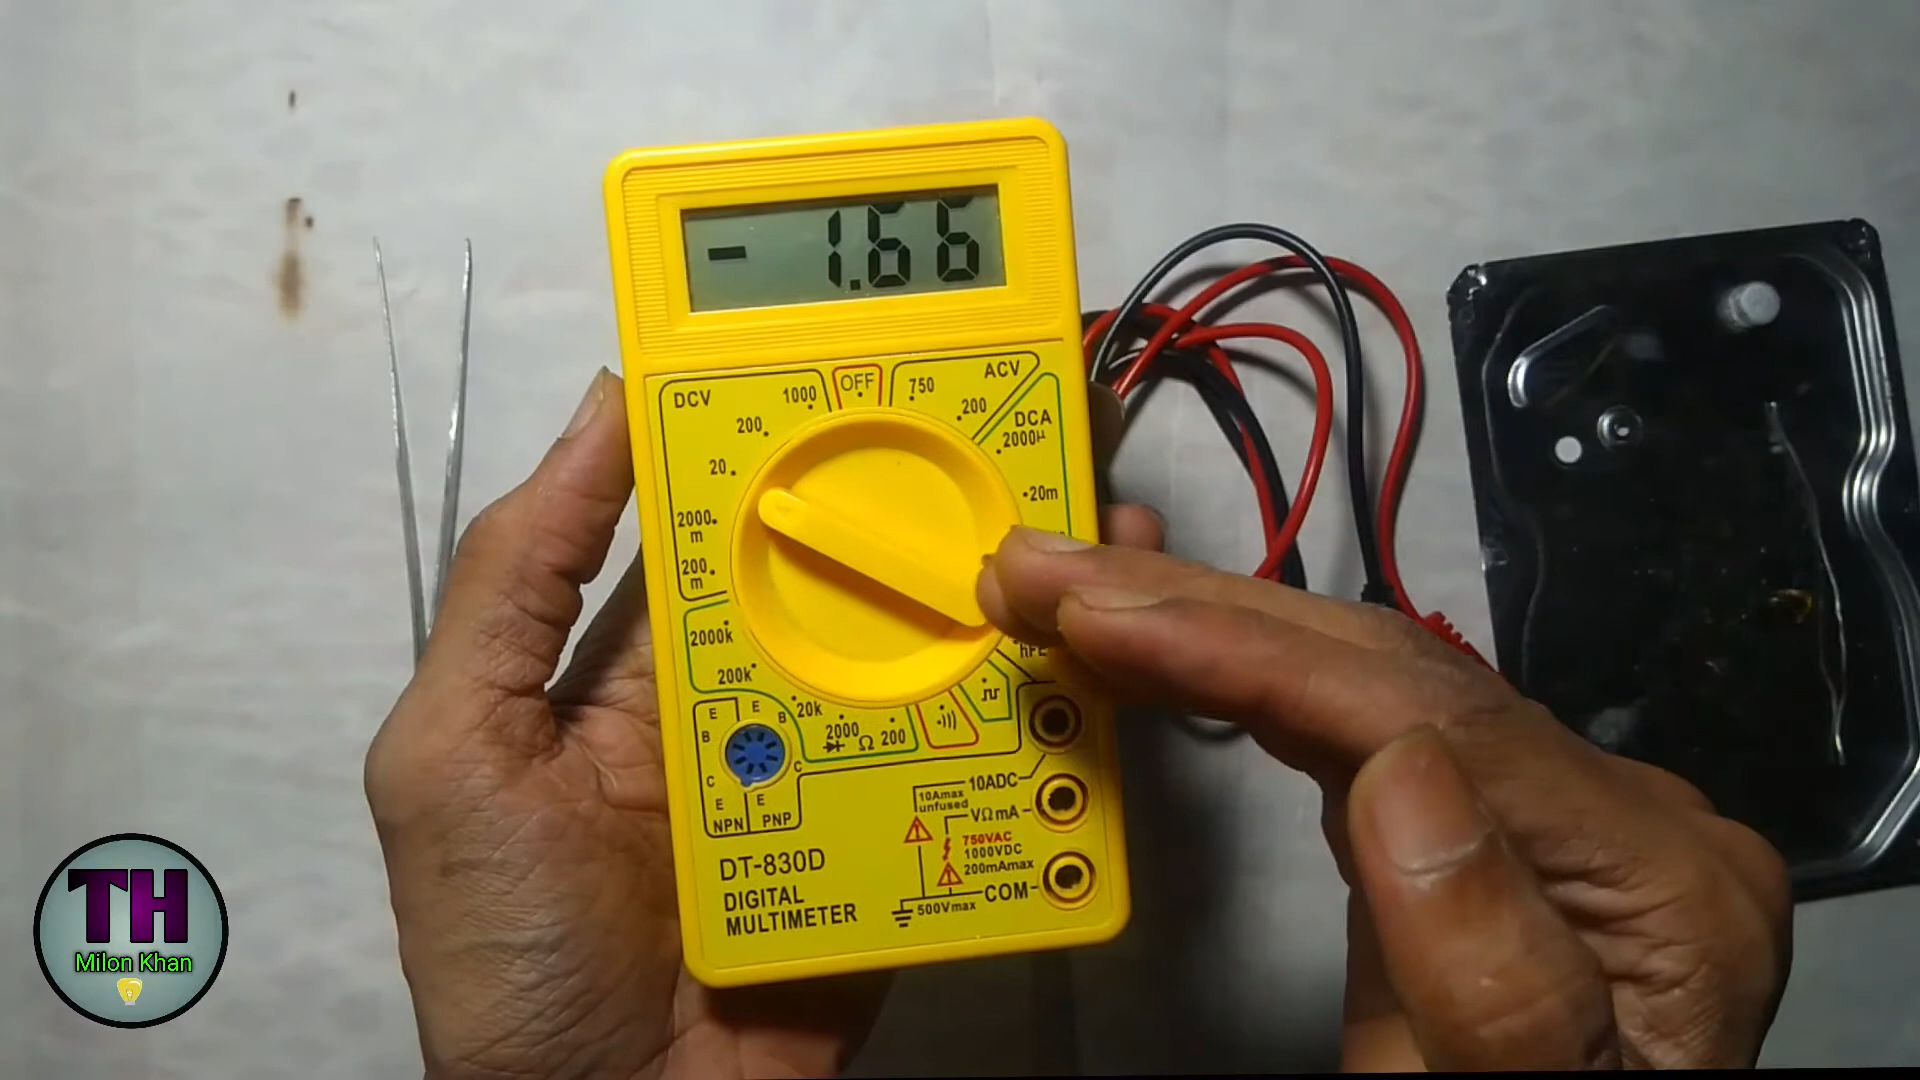 - 1.66
DCV
1000
OFF
750
ACV
200
200
DCA
2000µ
20
20m
2000
m
200
m
2000k
hFE
200k
20k
2000
Ω
200
E
E
B
B
C
C
E
E
NPN
PNP
10ADC
10Amax
unfused
VΩmA
750VAC
1000VDC
200mAmax
COM
500Vmax
DT-830D
DIGITAL
MULTIMETER
TH
Milon Khan